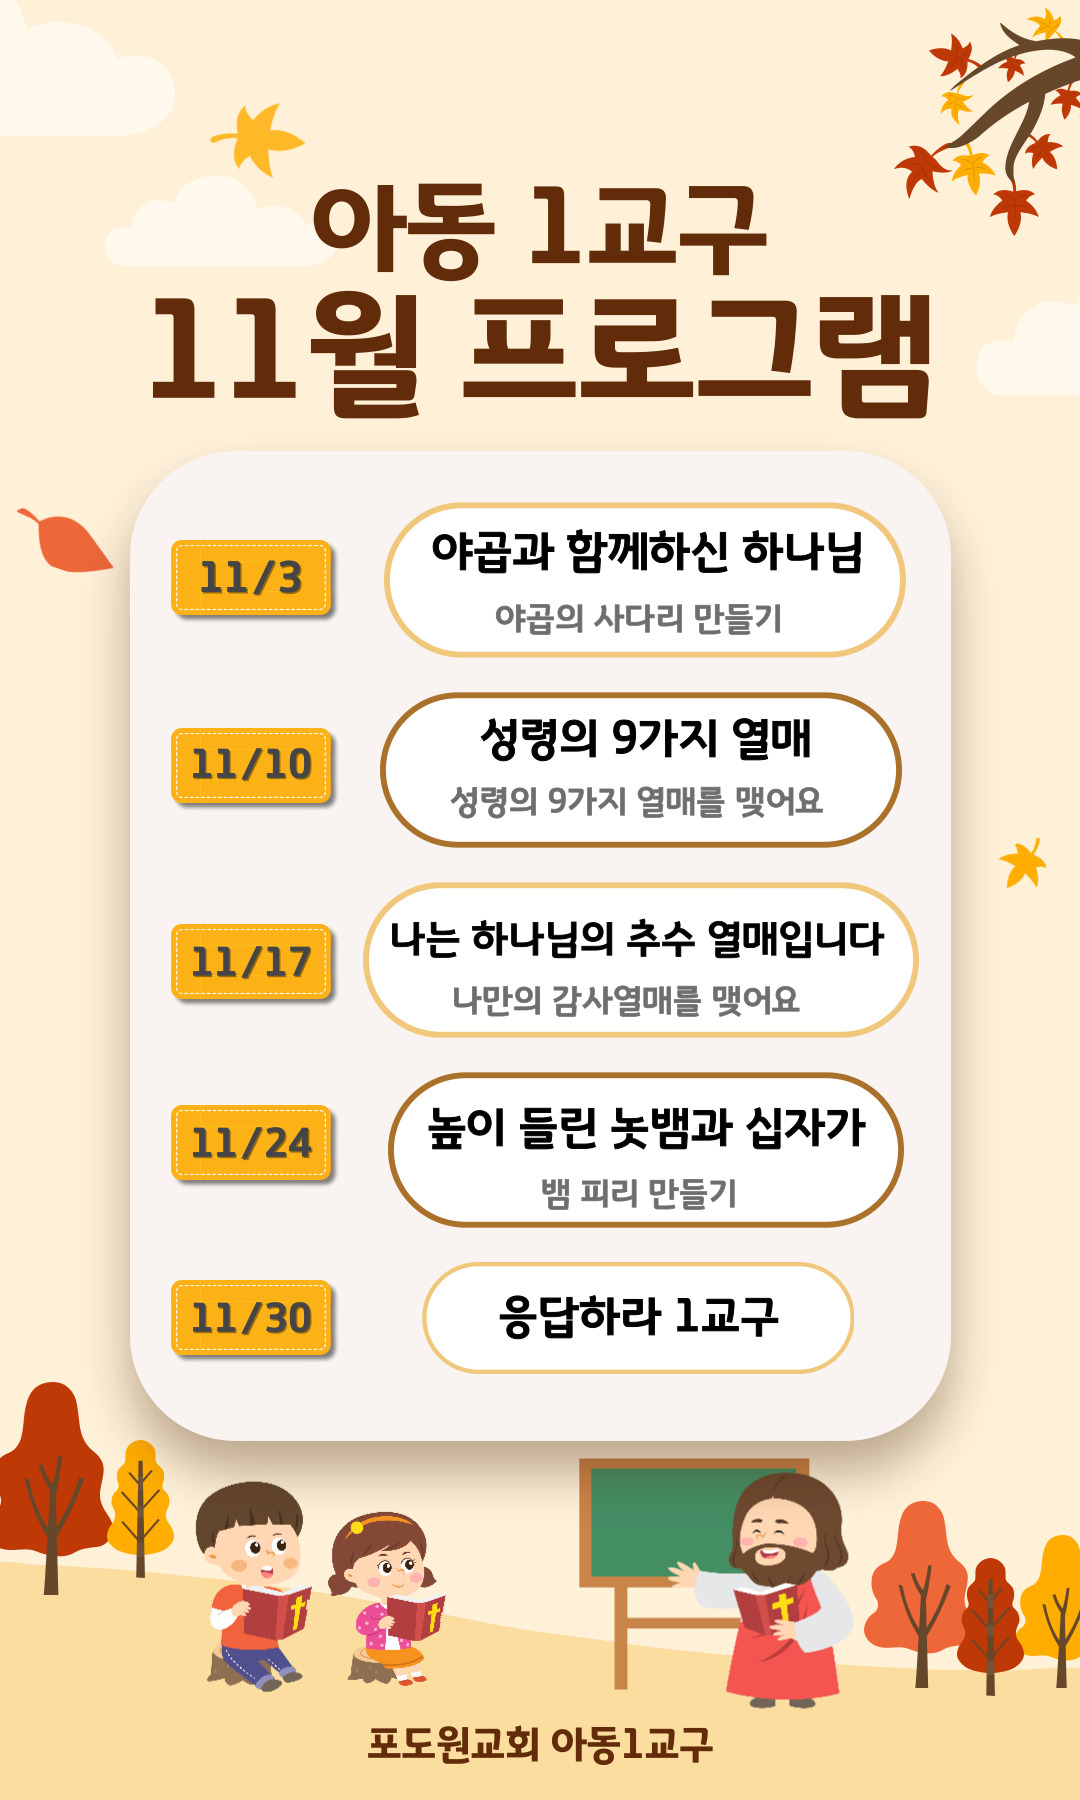 아동 1교구
11월 프로그램
11/3
야곱과 함께하신 하나님
야곱의 사다리 만들기
11/10
성령의 9가지 열매
성령의 9가지 열매를 맺어요
11/17
나는 하나님의 추수 열매입니다
나만의 감사열매를 맺어요
11/24
높이 들린 놋뱀과 십자가
뱀 피리 만들기
11/30
응답하라 1교구
포도원교회 아동1교구